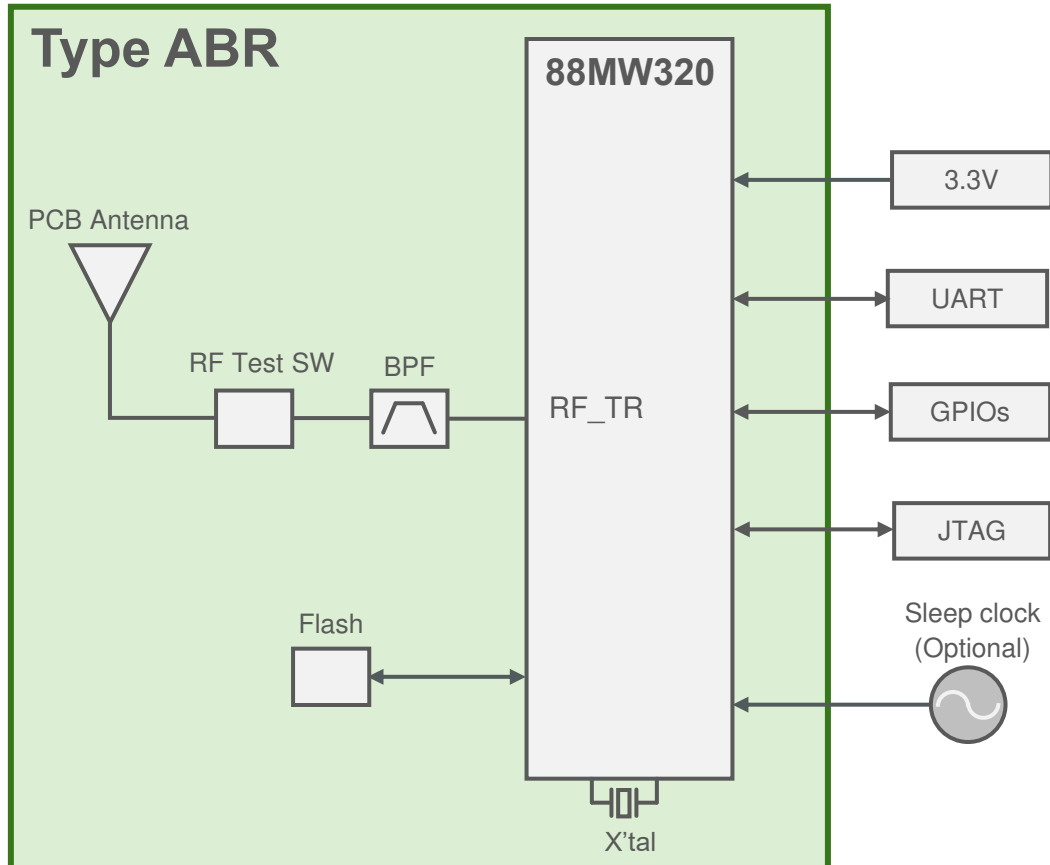 Type ABR
88MW320
3.3V
PCB Antenna
UART
RF Test SW
BPF
RF_TR
GPIOs
JTAG
Sleep clock
(Optional)
Flash
X'tal